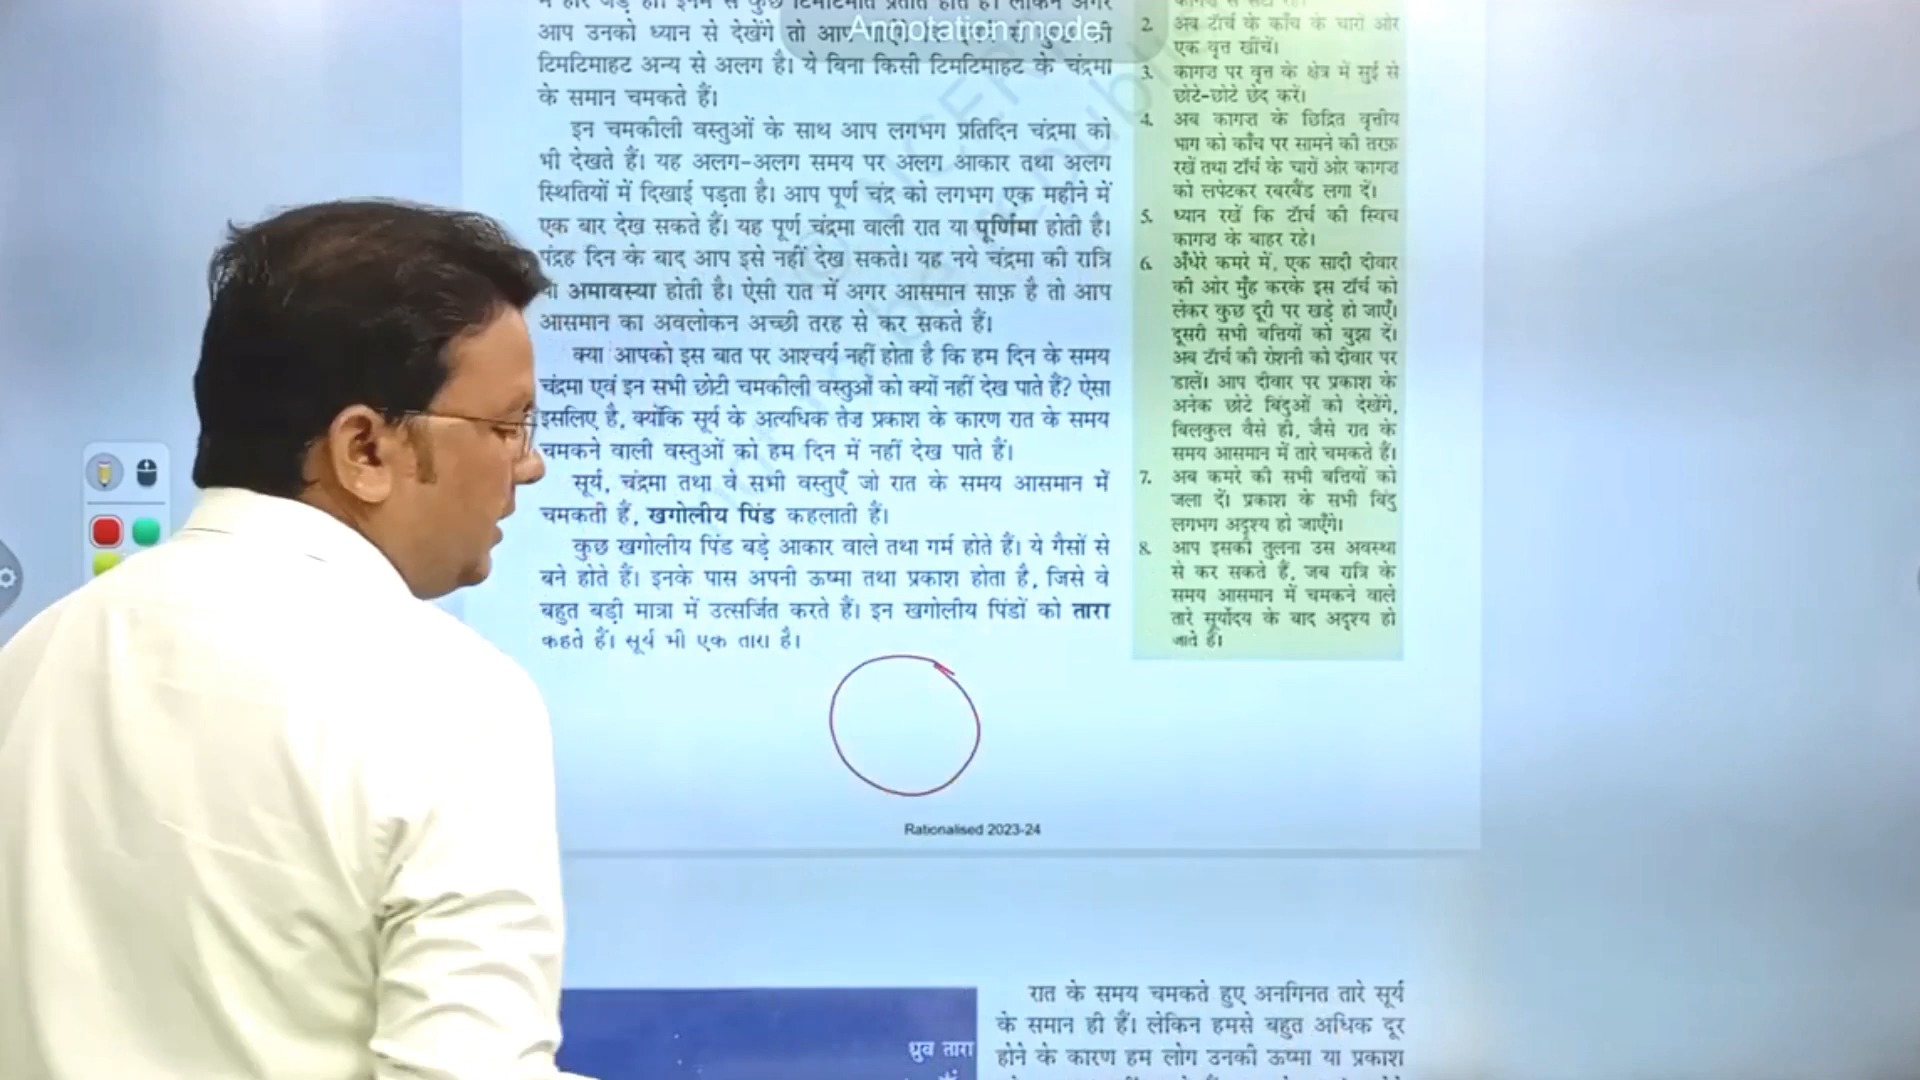 Annotation mode
आप उनको ध्यान से देखेंगे तो आप
टिमटिमाहट अन्य से अलग है। ये बिना किसी टिमटिमाहट के चंद्रमा
के समान चमकते हैं।
इन चमकीली वस्तुओं के साथ आप लगभग प्रतिदिन चंद्रमा को
भी देखते हैं। यह अलग-अलग समय पर अलग आकार तथा अलग
स्थितियों में दिखाई पड़ता है। आप पूर्ण चंद्र को लगभग एक महीने में
एक बार देख सकते हैं। यह पूर्ण चंद्रमा वाली रात या पूर्णिमा होती है।
पंद्रह दिन के बाद आप इसे नहीं देख सकते। यह नये चंद्रमा की रात्रि
अमावस्या होती है। ऐसी रात में अगर आसमान साफ़ है तो आप
आसमान का अवलोकन अच्छी तरह से कर सकते हैं।
क्या आपको इस बात पर आश्चर्य नहीं होता है कि हम दिन के समय
चंद्रमा एवं इन सभी छोटी चमकीली वस्तुओं को क्यों नहीं देख पाते हैं? ऐसा
इसलिए है, क्योंकि सूर्य के अत्यधिक तेज़ प्रकाश के कारण रात के समय
चमकने वाली वस्तुओं को हम दिन में नहीं देख पाते हैं।
सूर्य, चंद्रमा तथा वे सभी वस्तुएँ जो रात के समय आसमान में
चमकती हैं, खगोलीय पिंड कहलाती हैं।
कुछ खगोलीय पिंड बड़े आकार वाले तथा गर्म होते हैं। ये गैसों से
बने होते हैं। इनके पास अपनी ऊष्मा तथा प्रकाश होता है, जिसे वे
बहुत बड़ी मात्रा में उत्सर्जित करते हैं। इन खगोलीय पिंडों को तारा
कहते हैं। सूर्य भी एक तारा है।
2. अब टॉर्च के काँच के चारों ओर
एक वृत्त खींचें।
3. कागज़ पर वृत्त के क्षेत्र में सुई से
छोटे-छोटे छेद करें।
4. अब कागज़ के छिद्रित वृत्तीय
भाग को काँच पर सामने की तरफ़
रखें तथा टॉर्च के चारों ओर कागज़
को लपेटकर रबरबैंड लगा दें।
5. ध्यान रखें कि टॉर्च की स्विच
कागज़ के बाहर रहे।
6. अँधेरे कमरे में, एक सादी दीवार
की ओर मुँह करके इस टॉर्च को
लेकर कुछ दूरी पर खड़े हो जाएँ।
दूसरी सभी बत्तियों को बुझा दें।
अब टॉर्च की रोशनी को दीवार पर
डालें। आप दीवार पर प्रकाश के
अनेक छोटे बिंदुओं को देखेंगे,
बिलकुल वैसे ही, जैसे रात के
समय आसमान में तारे चमकते हैं।
7. अब कमरे की सभी बत्तियों को
जला दें। प्रकाश के सभी बिंदु
लगभग अदृश्य हो जाएँगे।
8. आप इसकी तुलना उस अवस्था
से कर सकते हैं, जब रात्रि के
समय आसमान में चमकने वाले
तारे सूर्योदय के बाद अदृश्य हो
जाते हैं।
Rationalised 2023-24
ध्रुव तारा
रात के समय चमकते हुए अनगिनत तारे सूर्य
के समान ही हैं। लेकिन हमसे बहुत अधिक दूर
होने के कारण हम लोग उनकी ऊष्मा या प्रकाश